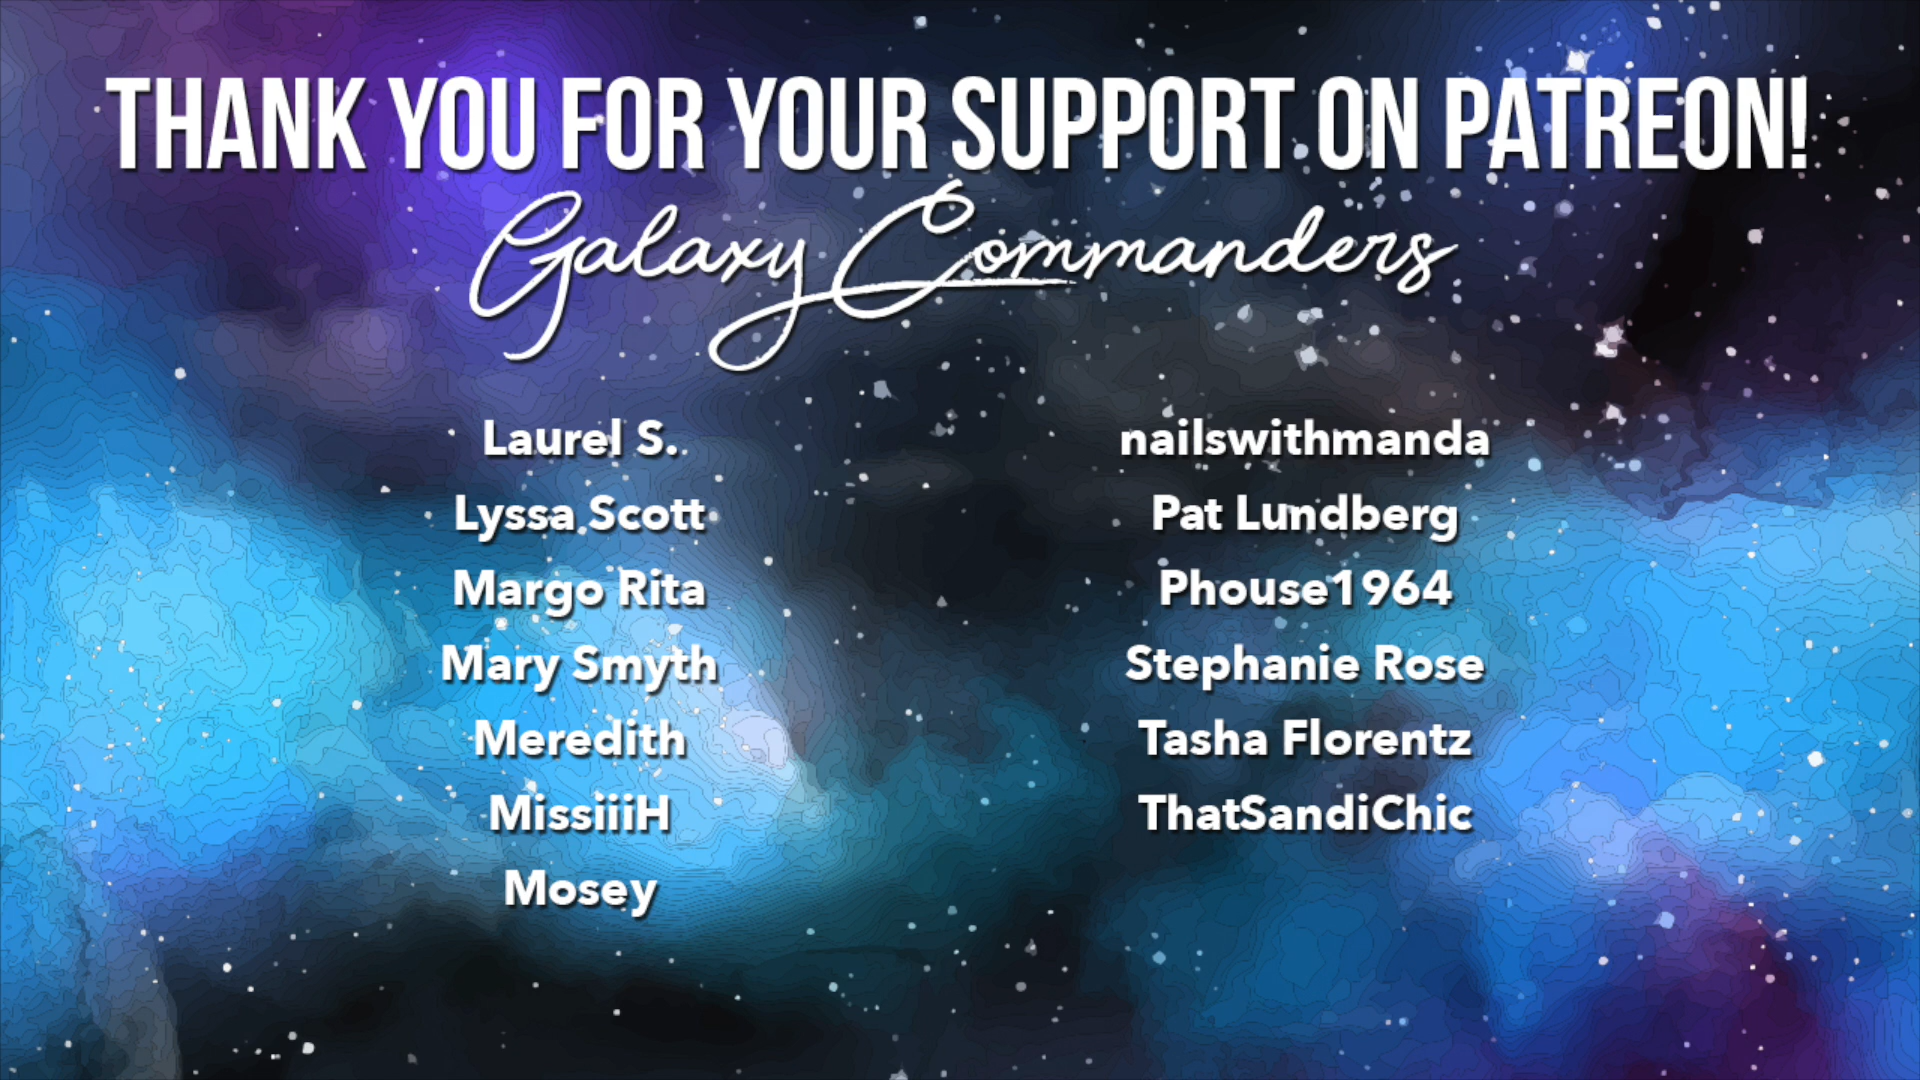 THANK YOU FOR YOUR SUPPORT ON PATREON!
Galaxy Commanders
Laurel S.
Lyssa Scott
Margo Rita
Mary Smyth
Meredith
MissiiiH
Mosey
nailswithmanda
Pat Lundberg
Phouse1964
Stephanie Rose
Tasha Florentz
ThatSandiChic